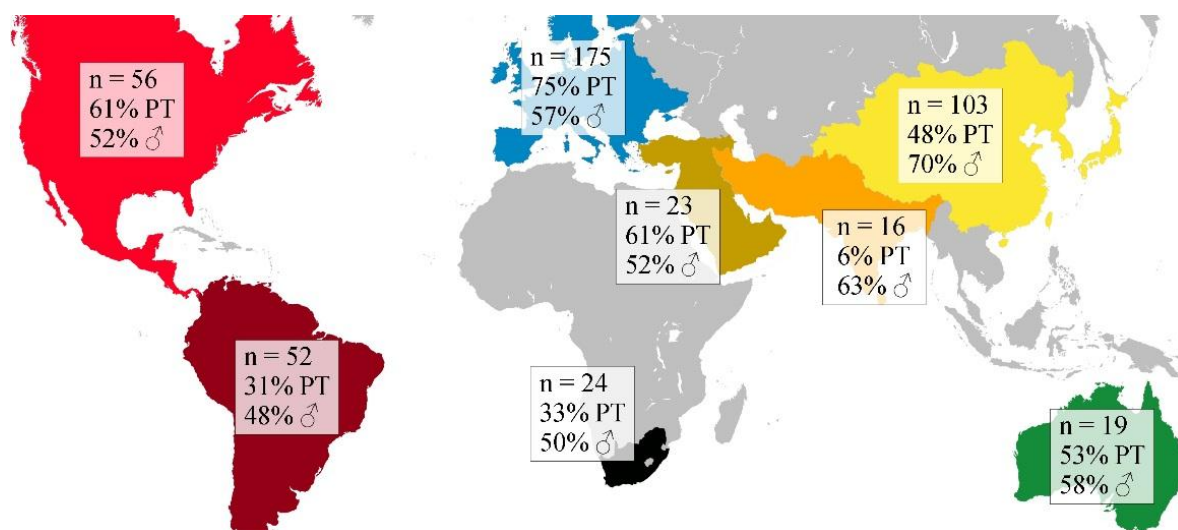 n = 56
61% PT
52% ♂
n = 175
75% PT
57% ♂
n = 103
48% PT
70% ♂
n = 23
61% PT
52% ♂
n = 16
6% PT
63% ♂
n = 52
31% PT
48% ♂
n = 24
33% PT
50% ♂
n = 19
53% PT
58% ♂